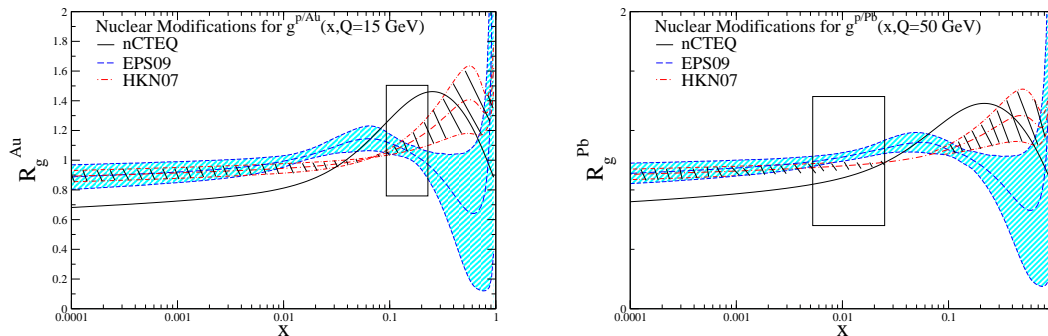 Nuclear Modifications for g^{p/Au}(x,Q=15 GeV)
nCTEQ
EPS09
HKN07
2
1.8
1.6
1.4
1.2
1
0.8
0.6
0.4
0.2
0
R_g^{Au}
0.0001
0.001
0.01
0.1
1
x
Nuclear Modifications for g^{p/Pb}(x,Q=50 GeV)
nCTEQ
EPS09
HKN07
2
0
R_g^{Pb}
0.0001
0.001
0.01
0.1
x